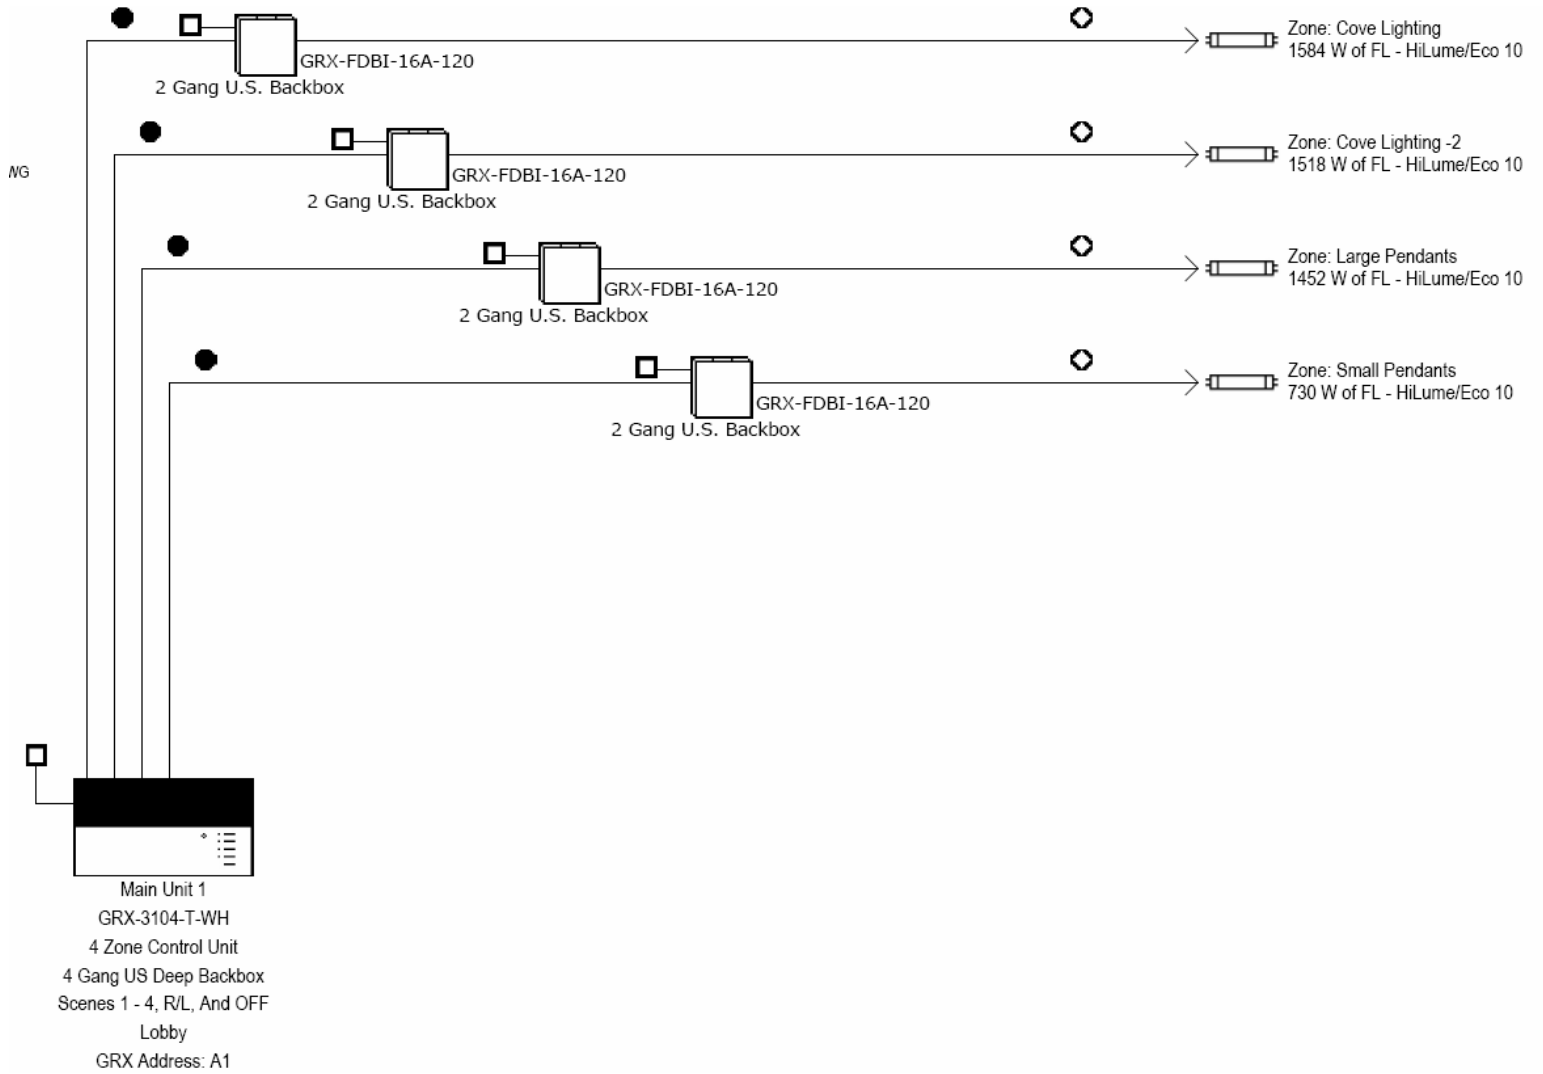 Zone: Cove Lighting
1584 W of FL - HiLume/Eco 10
GRX-FDBI-16A-120
2 Gang U.S. Backbox
Zone: Cove Lighting -2
1518 W of FL - HiLume/Eco 10
GRX-FDBI-16A-120
2 Gang U.S. Backbox
Zone: Large Pendants
1452 W of FL - HiLume/Eco 10
GRX-FDBI-16A-120
2 Gang U.S. Backbox
Zone: Small Pendants
730 W of FL - HiLume/Eco 10
GRX-FDBI-16A-120
2 Gang U.S. Backbox
Main Unit 1
GRX-3104-T-WH
4 Zone Control Unit
4 Gang US Deep Backbox
Scenes 1 - 4, R/L, And OFF
Lobby
GRX Address: A1